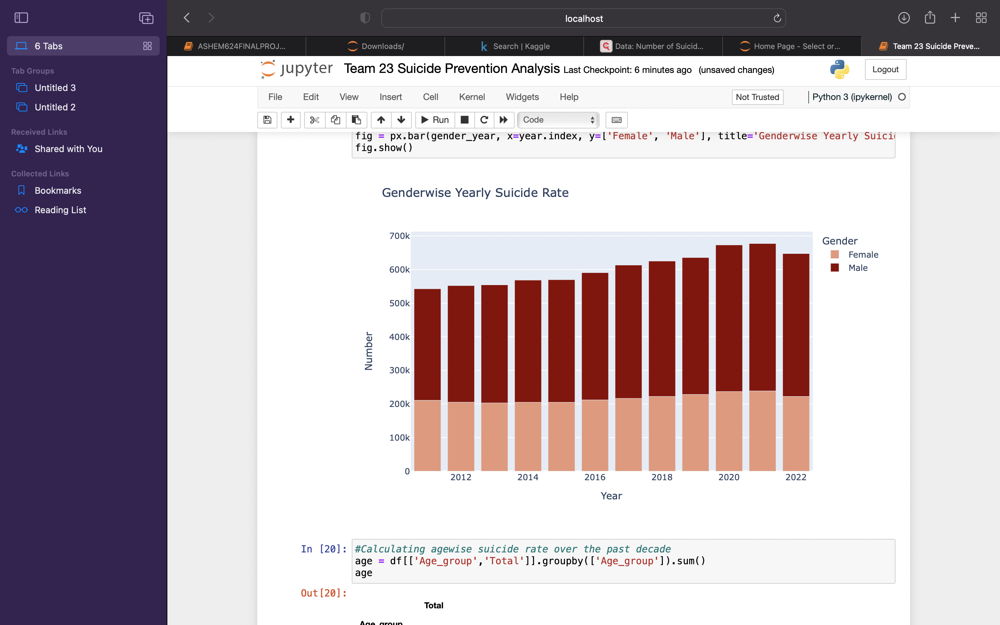 6 Tabs
Tab Groups
Untitled 3
Untitled 2
Received Links
Shared with You
Collected Links
Bookmarks
Reading List
localhost
ASHEM624FINALPROJ...
Downloads/
Search | Kaggle
Data: Number of Suicid...
Home Page - Select or...
Team 23 Suicide Preve...
jupyter Team 23 Suicide Prevention Analysis Last Checkpoint: 6 minutes ago (unsaved changes)
Logout
File Edit View Insert Cell Kernel Widgets Help
Not Trusted
Python 3 (ipykernel)
Run
Code
fig = px.bar(gender_year, x=year.index, y=['Female', 'Male'], title='Genderwise Yearly Suici
fig.show()
Genderwise Yearly Suicide Rate
700k
600k
500k
400k
300k
200k
100k
0
Number
2012 2014 2016 2018 2020 2022
Year
Gender
Female
Male
In [20]:
#Calculating agewise suicide rate over the past decade
age = df[['Age_group','Total']].groupby(['Age_group']).sum()
age
Out[20]:
Total
Age_group